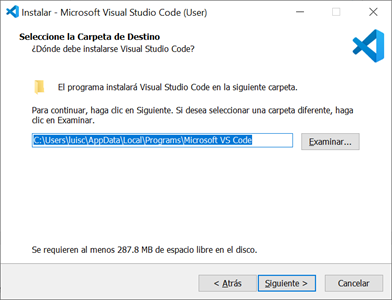 Instalar - Microsoft Visual Studio Code (User)
Seleccione la Carpeta de Destino
¿Dónde debe instalarse Visual Studio Code?
El programa instalará Visual Studio Code en la siguiente carpeta.
Para continuar, haga clic en Siguiente. Si desea seleccionar una carpeta diferente, haga
clic en Examinar.
C:\Users\luisc\AppData\Local\Programs\Microsoft VS Code
Examinar...
Se requieren al menos 287.8 MB de espacio libre en el disco.
< Atrás
Siguiente >
Cancelar